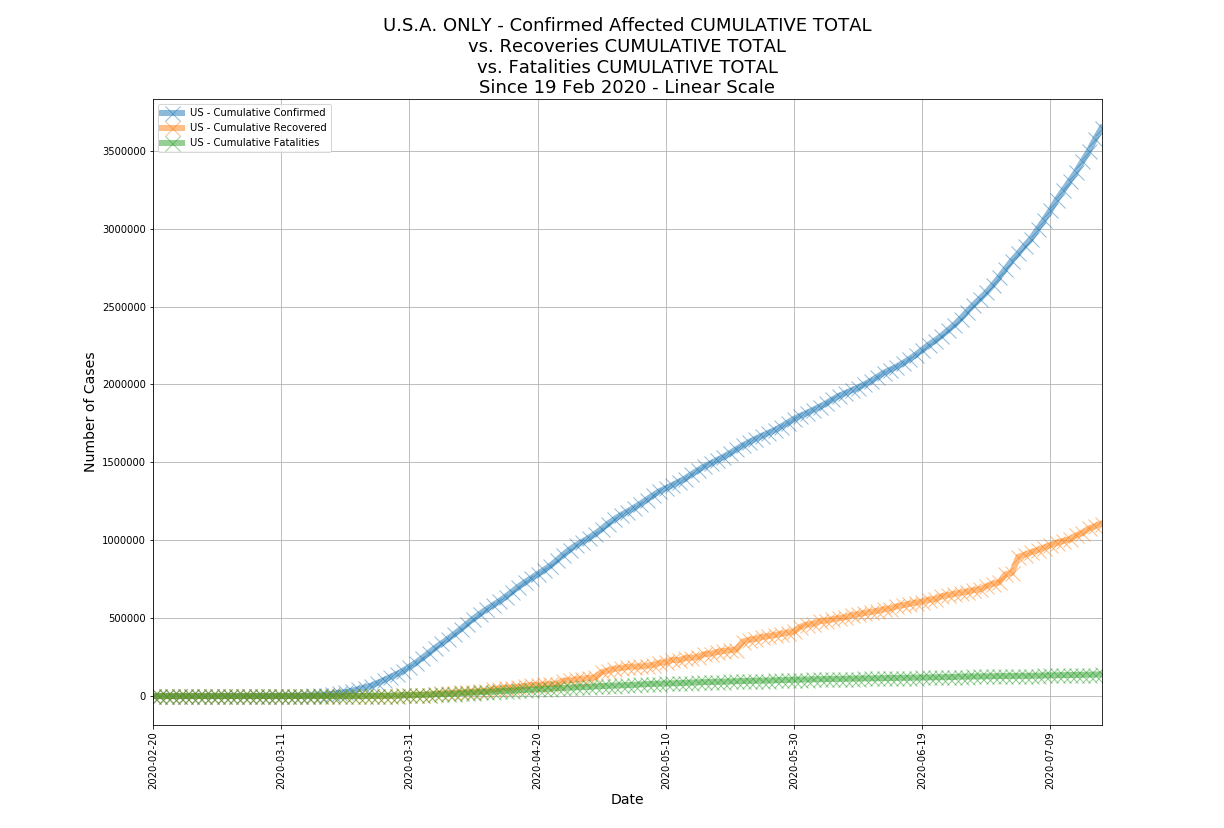 U.S.A. ONLY - Confirmed Affected CUMULATIVE TOTAL
vs. Recoveries CUMULATIVE TOTAL
vs. Fatalities CUMULATIVE TOTAL
Since 19 Feb 2020 - Linear Scale
US - Cumulative Confirmed
US - Cumulative Recovered
US - Cumulative Fatalities
Number of Cases
3500000
3000000
2500000
2000000
1500000
1000000
500000
0
2020-02-20
2020-03-11
2020-03-31
2020-04-20
2020-05-10
2020-05-30
2020-06-19
2020-07-09
Date